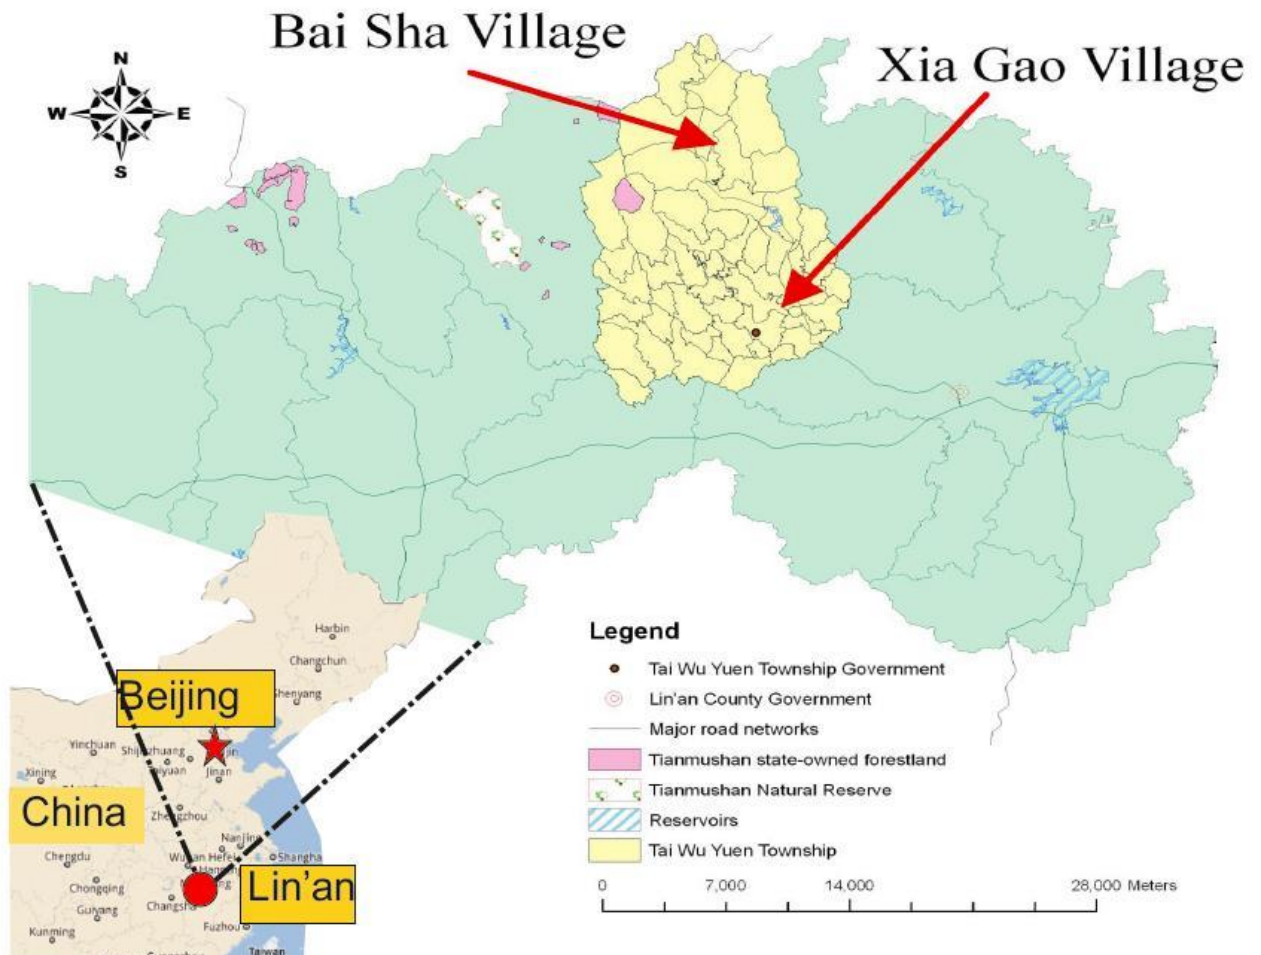 Bai Sha Village
Xia Gao Village
N
W
E
S
Legend
Tai Wu Yuen Township Government
Lin'an County Government
Major road networks
Tianmushan state-owned forestland
Tianmushan Natural Reserve
Reservoirs
Tai Wu Yuen Township
0 7,000 14,000 28,000 Meters
Harbin
Changchun
Shenyang
Beijing
Yinchuan
Xining
Jinan
China
Zhengzhou
Nanjing
Hefei
Shangha
Chengdu
Chongqing
Lin'an
Guiyang
Fuzhou
Kunming
Taiwan